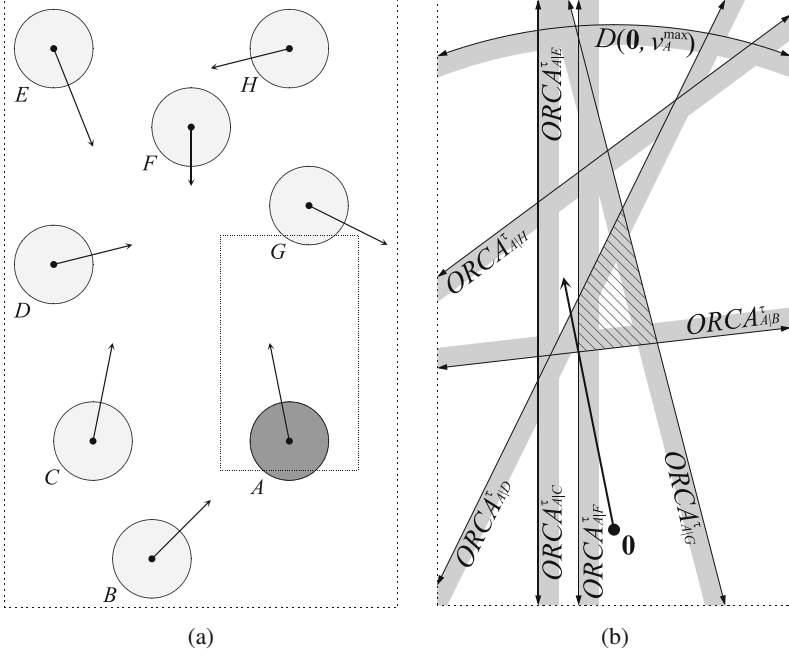 E
H
F
G
D
C
A
B
(a)
D(0, v_A^max)
ORCA^τ_A|E
ORCA^τ_A|H
ORCA^τ_A|B
ORCA^τ_A|D
ORCA^τ_A|C
ORCA^τ_A|F
ORCA^τ_A|G
0
(b)